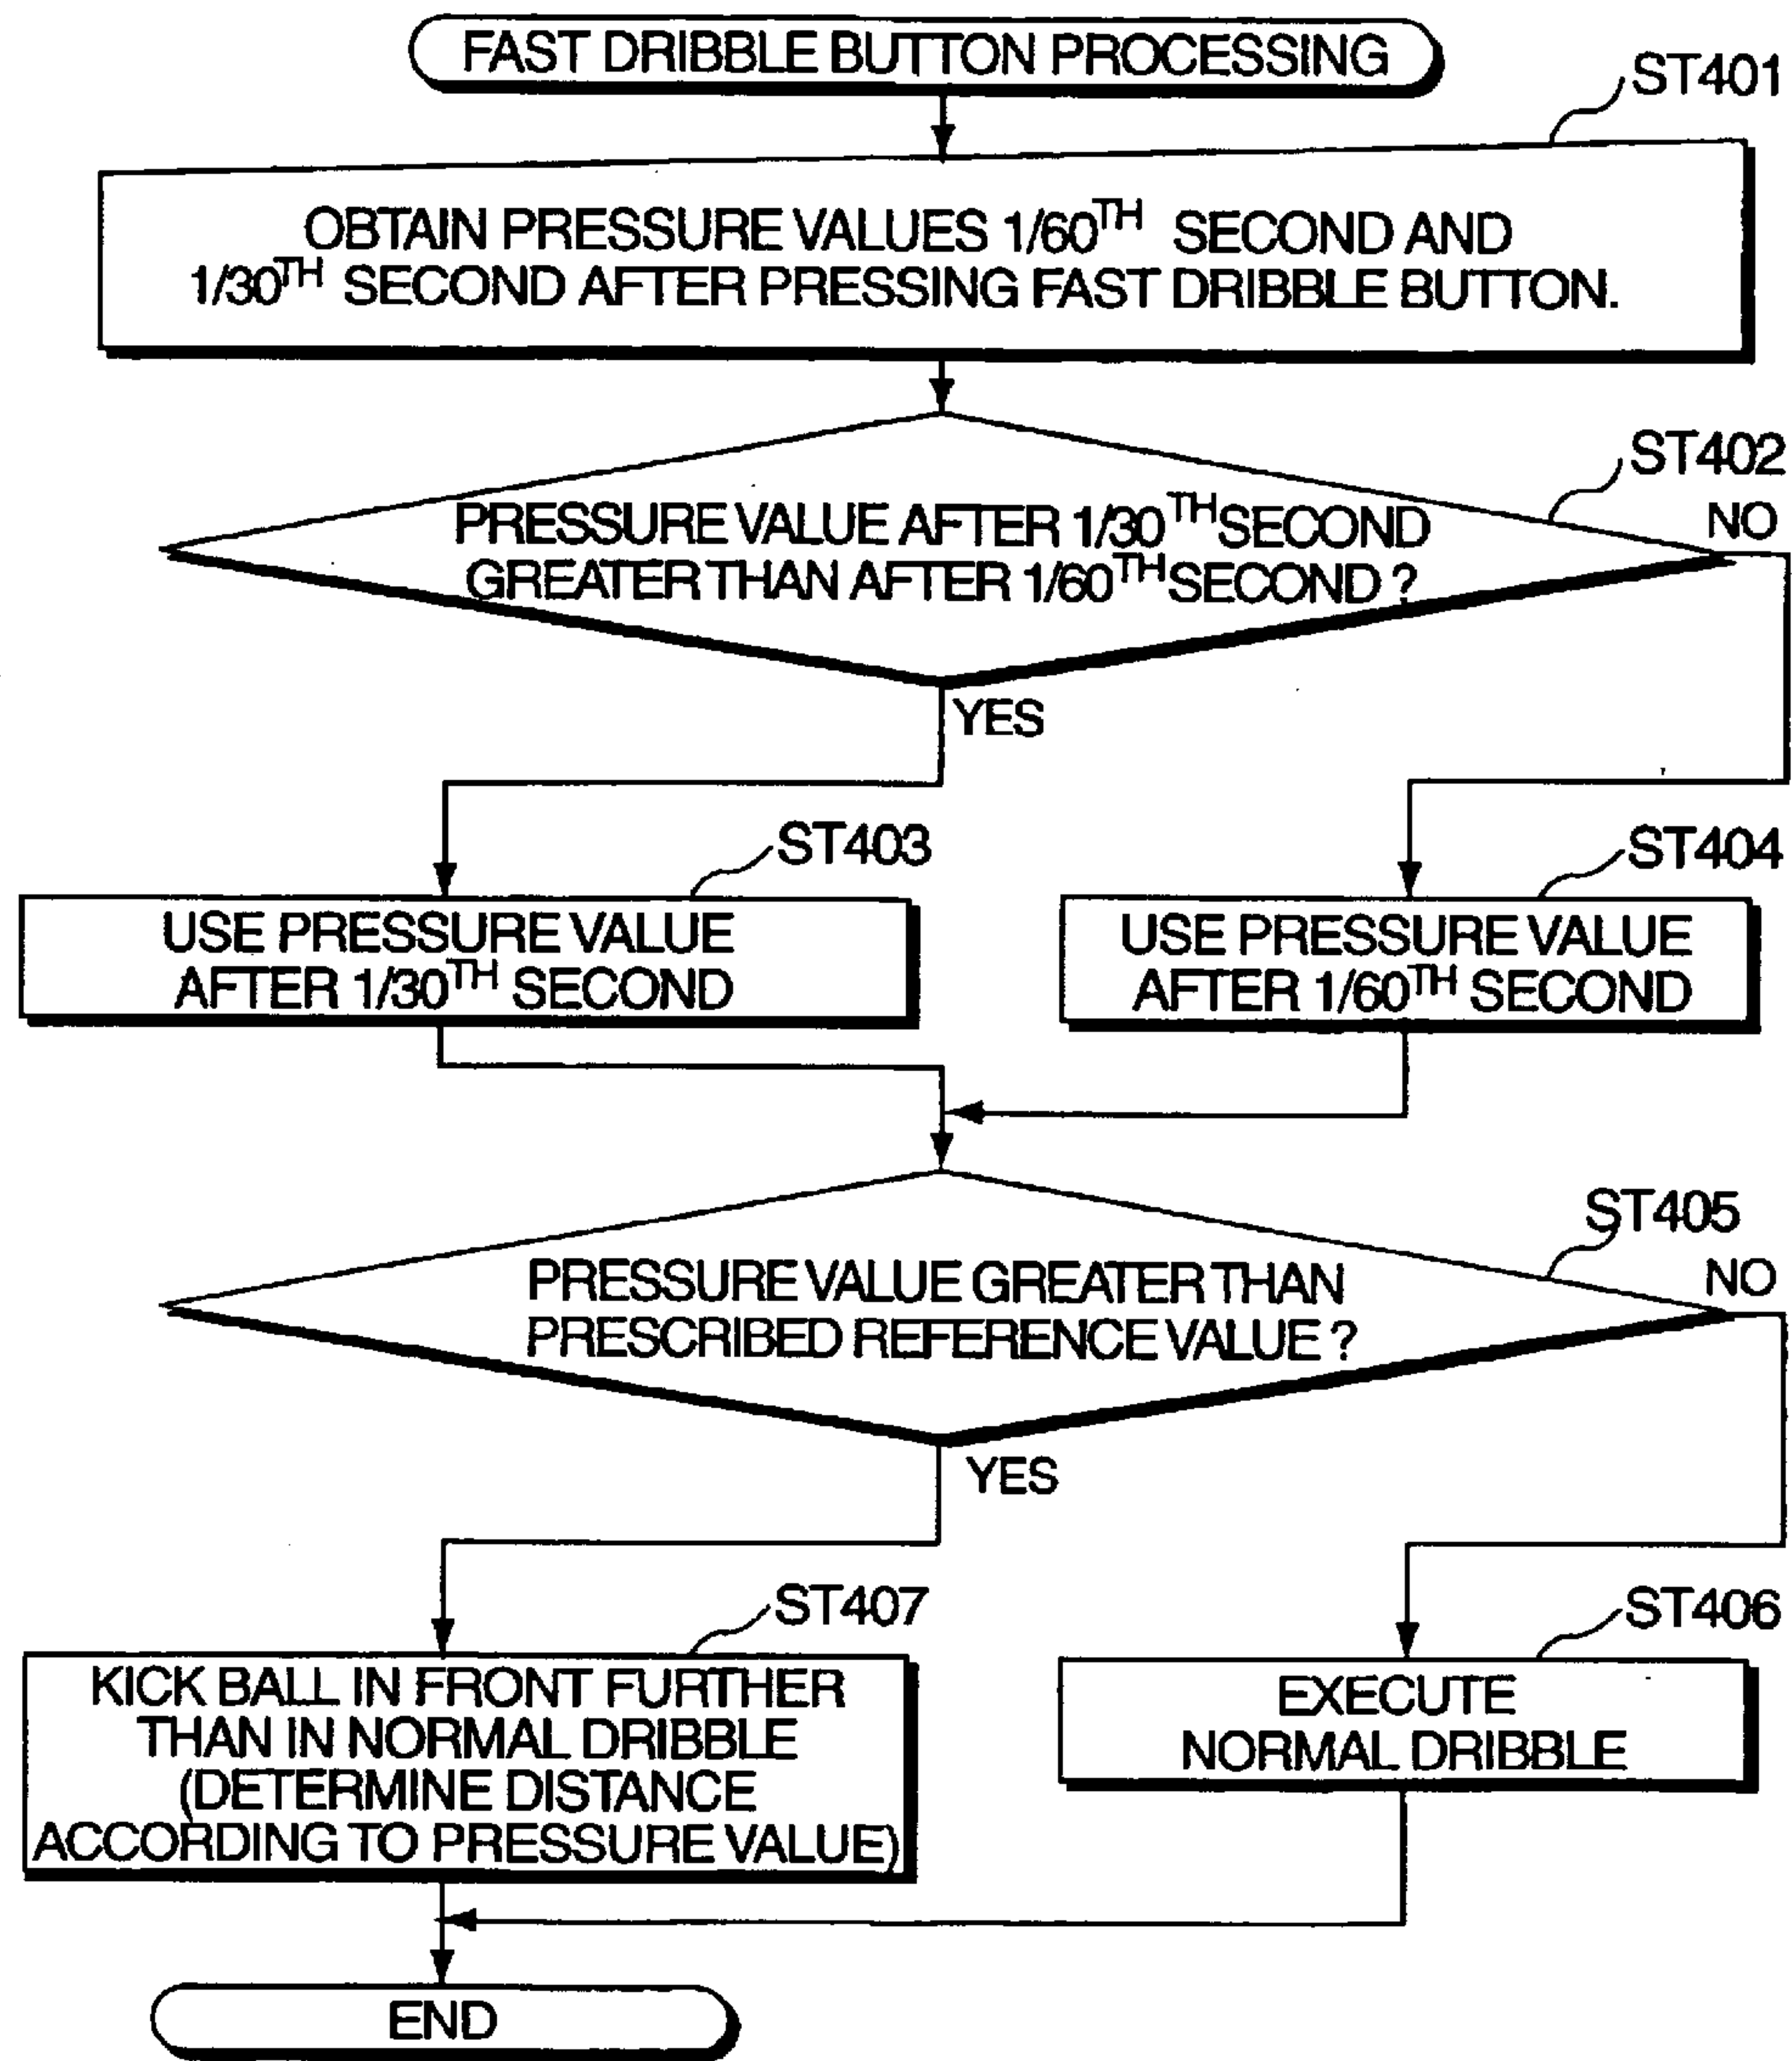 FAST DRIBBLE BUTTON PROCESSING
ST401
OBTAIN PRESSURE VALUES 1/60TH SECOND AND
1/30TH SECOND AFTER PRESSING FAST DRIBBLE BUTTON.
ST402
NO
PRESSURE VALUE AFTER 1/30TH SECOND
GREATER THAN AFTER 1/60TH SECOND ?
YES
ST403
ST404
USE PRESSURE VALUE
AFTER 1/30TH SECOND
USE PRESSURE VALUE
AFTER 1/60TH SECOND
ST405
NO
PRESSURE VALUE GREATER THAN
PRESCRIBED REFERENCE VALUE ?
YES
ST407
ST406
KICK BALL IN FRONT FURTHER
THAN IN NORMAL DRIBBLE
(DETERMINE DISTANCE
ACCORDING TO PRESSURE VALUE)
EXECUTE
NORMAL DRIBBLE
END